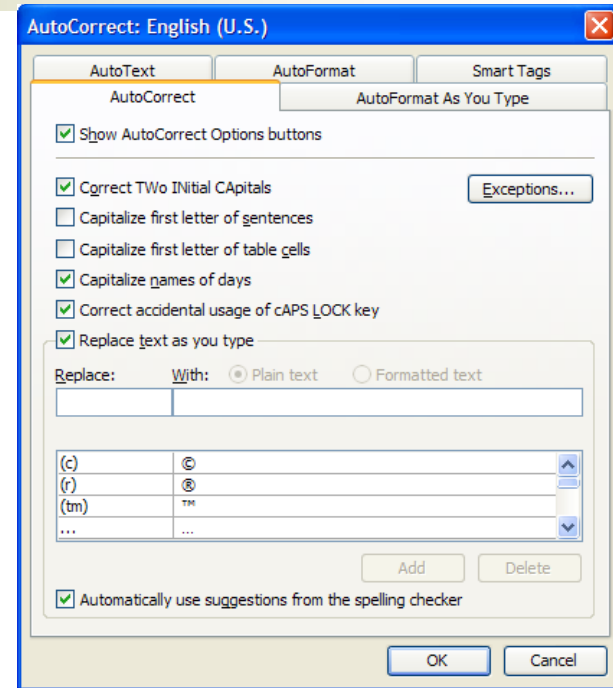 AutoCorrect: English (U.S.)
AutoText AutoFormat Smart Tags
AutoCorrect AutoFormat As You Type
Show AutoCorrect Options buttons
Correct TWo INitial CApitals Exceptions...
Capitalize first letter of sentences
Capitalize first letter of table cells
Capitalize names of days
Correct accidental usage of cAPS LOCK key
Replace text as you type
Replace: With: Plain text Formatted text
(c) ©
(r) ®
(tm) ™
... ...
Add Delete
Automatically use suggestions from the spelling checker
OK Cancel